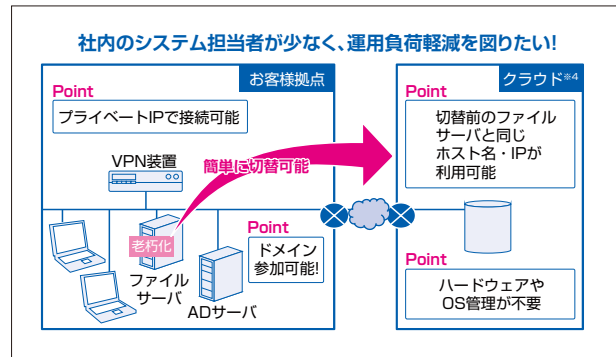 社内のシステム担当者が少なく、運用負荷軽減を図りたい!
お客様拠点
Point
プライベートIPで接続可能
VPN装置
簡単に切替可能
老朽化
ファイル
サーバ
ADサーバ
Point
ドメイン
参加可能!
クラウド※4
Point
切替前のファイル
サーバと同じ
ホスト名・IPが
利用可能
Point
ハードウェアや
OS管理が不要